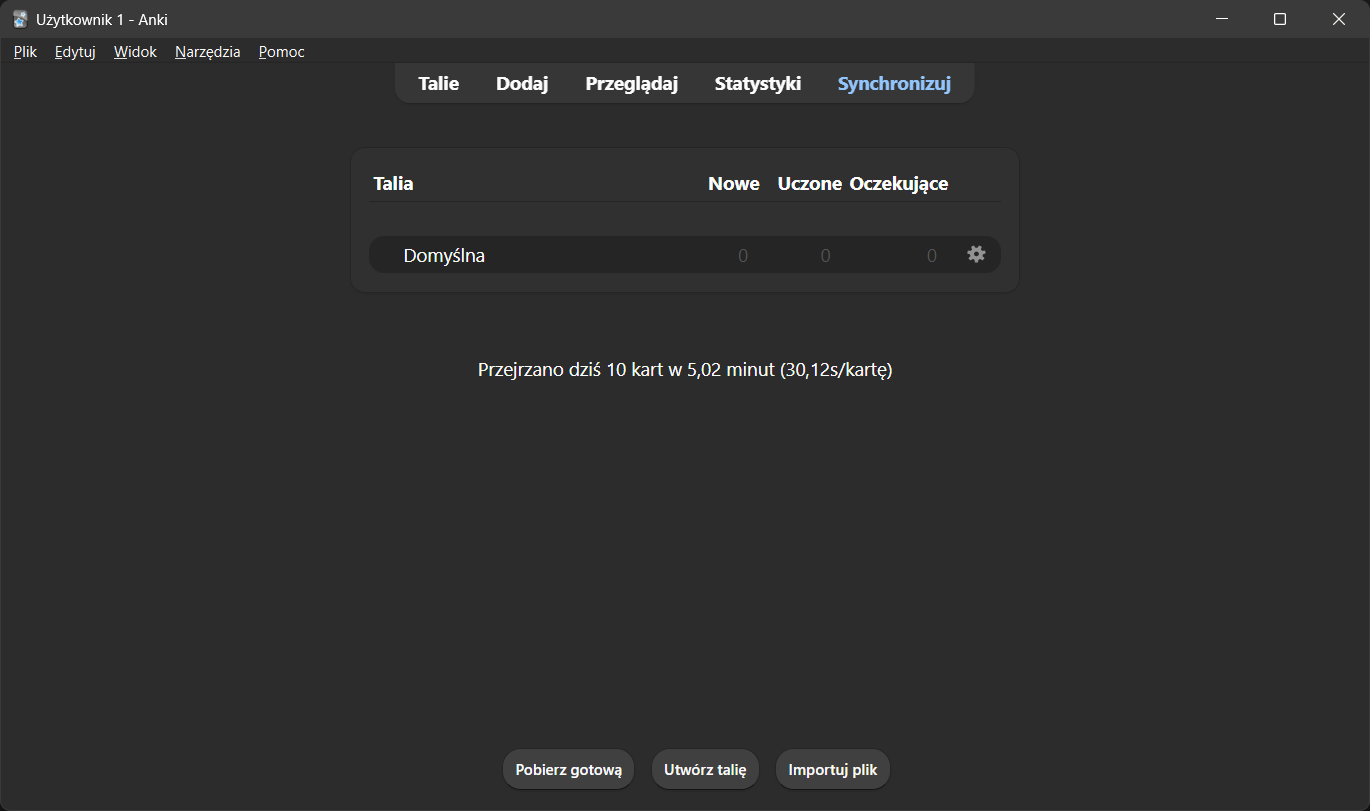 Użytkownik 1 - Anki
Plik Edytuj Widok Narzędzia Pomoc
Talie Dodaj Przeglądaj Statystyki Synchronizuj
Talia Nowe Uczone Oczekujące
Domyślna 0 0 0
Przejrzano dziś 10 kart w 5,02 minut (30,12s/kartę)
Pobierz gotową Utwórz talię Importuj plik